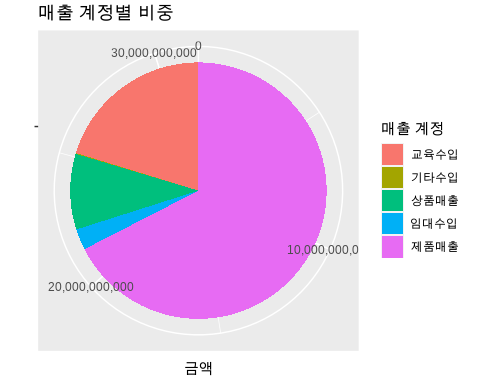 매출 계정별 비중
0
30,000,000,000
10,000,000,0
20,000,000,000
-
금액
매출 계정
교육수입
기타수입
상품매출
임대수입
제품매출